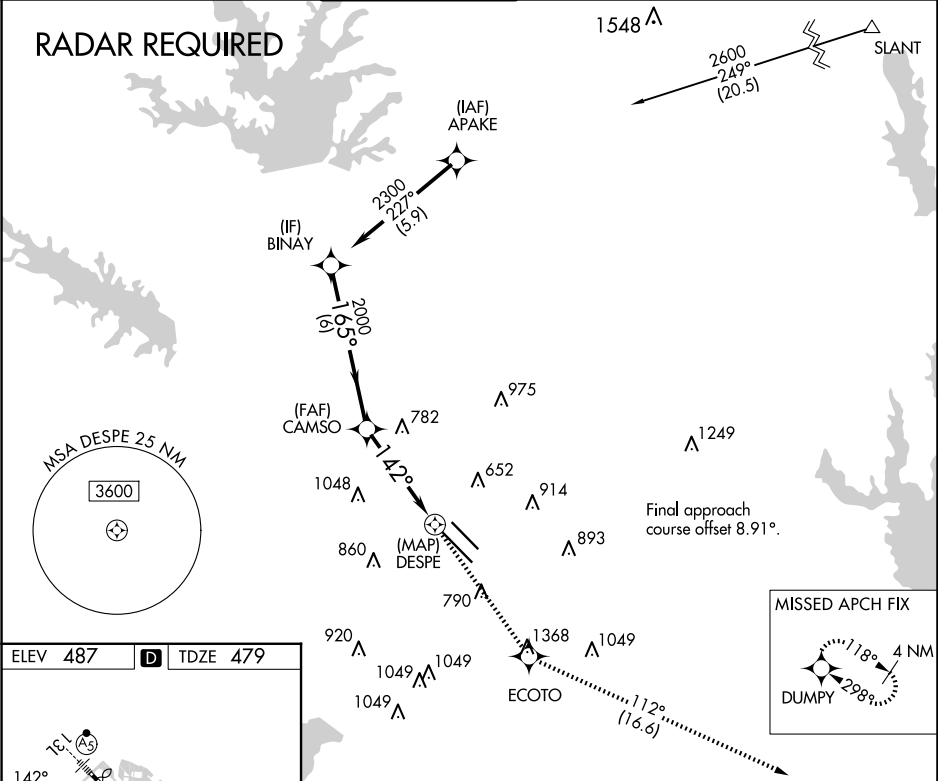 RADAR REQUIRED
1548
SLANT
2600
249°
(20.5)
(IAF)
APAKE
2300
227°
(5.9)
(IF)
BINAY
2000
165°
(6)
975
(FAF)
CAMSO
782
1249
142°
MSA DESPE 25 NM
3600
652
1048
914
Final approach
course offset 8.91°.
893
(MAP)
DESPE
860
790
MISSED APCH FIX
920
1368
1049
118°
4 NM
ELEV 487
D
TDZE 479
1049
1049
298°
DUMPY
ECOTO
1049
112°
(16.6)
13L
A5
142°